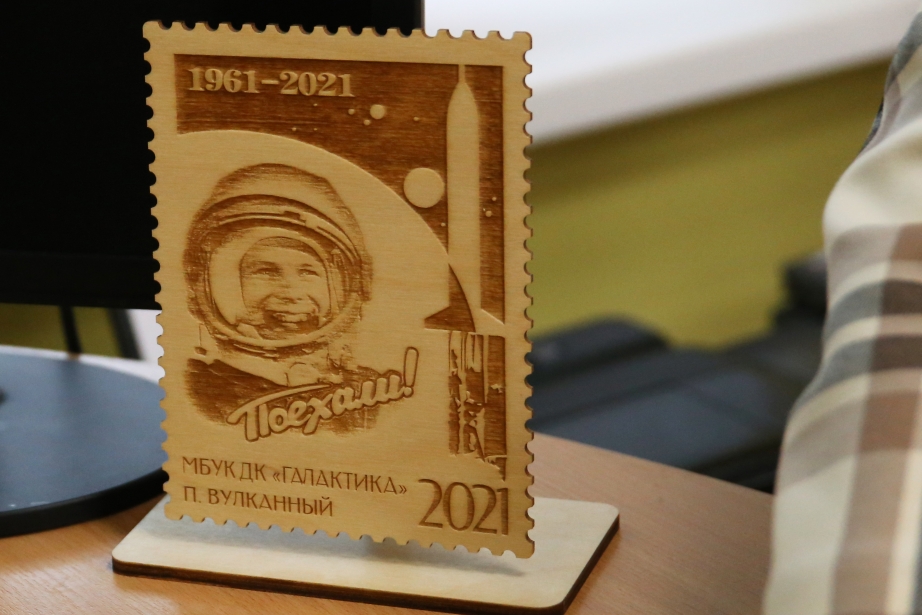 1961-2021
Поехали!
МБУК ДК «ГАЛАКТИКА»
П. ВУЛКАННЫЙ
2021